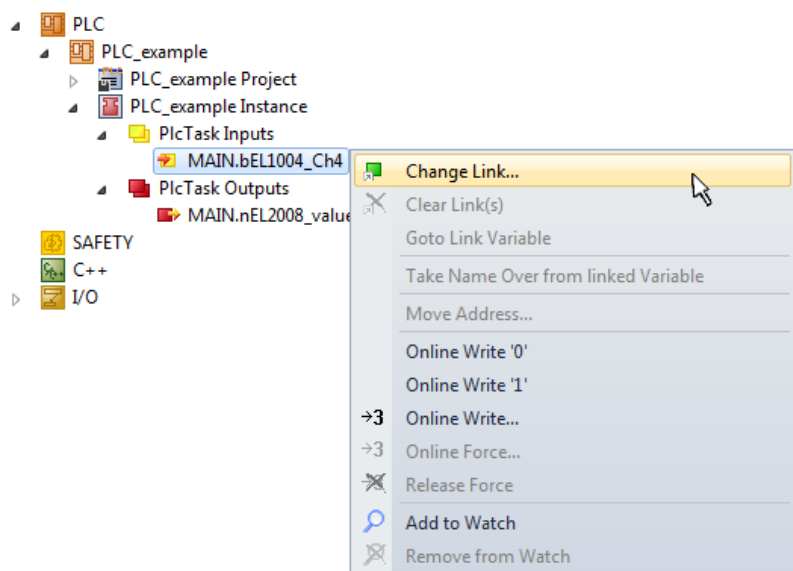 PLC
PLC_example
PLC_example Project
PLC_example Instance
PlcTask Inputs
MAIN.bEL1004_Ch4
PlcTask Outputs
MAIN.nEL2008_value
SAFETY
C++
I/O
Change Link...
Clear Link(s)
Goto Link Variable
Take Name Over from linked Variable
Move Address...
Online Write '0'
Online Write '1'
→3 Online Write...
→3 Online Force...
Release Force
Add to Watch
Remove from Watch